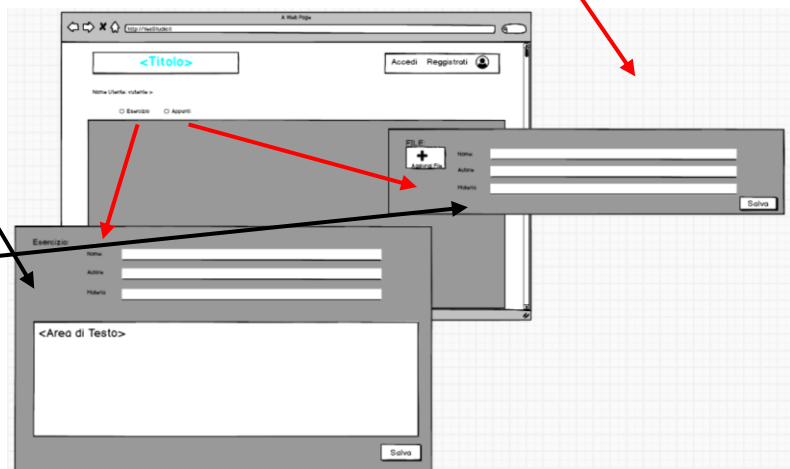 A Web Page
<Titolo>
Accedi Reggistrati
Nome Utente: <utente >
Esercizio Appunti
FILE:
Aggiungi File
Nome
Autore
Materia
Salva
Esercizio:
Nome
Autore
Materia
<Area di Testo>
Salva